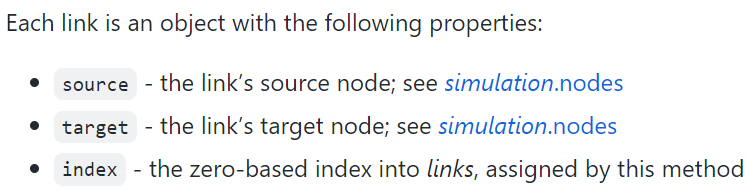 Each link is an object with the following properties:
• source - the link’s source node; see simulation.nodes
• target - the link’s target node; see simulation.nodes
• index - the zero-based index into links, assigned by this method